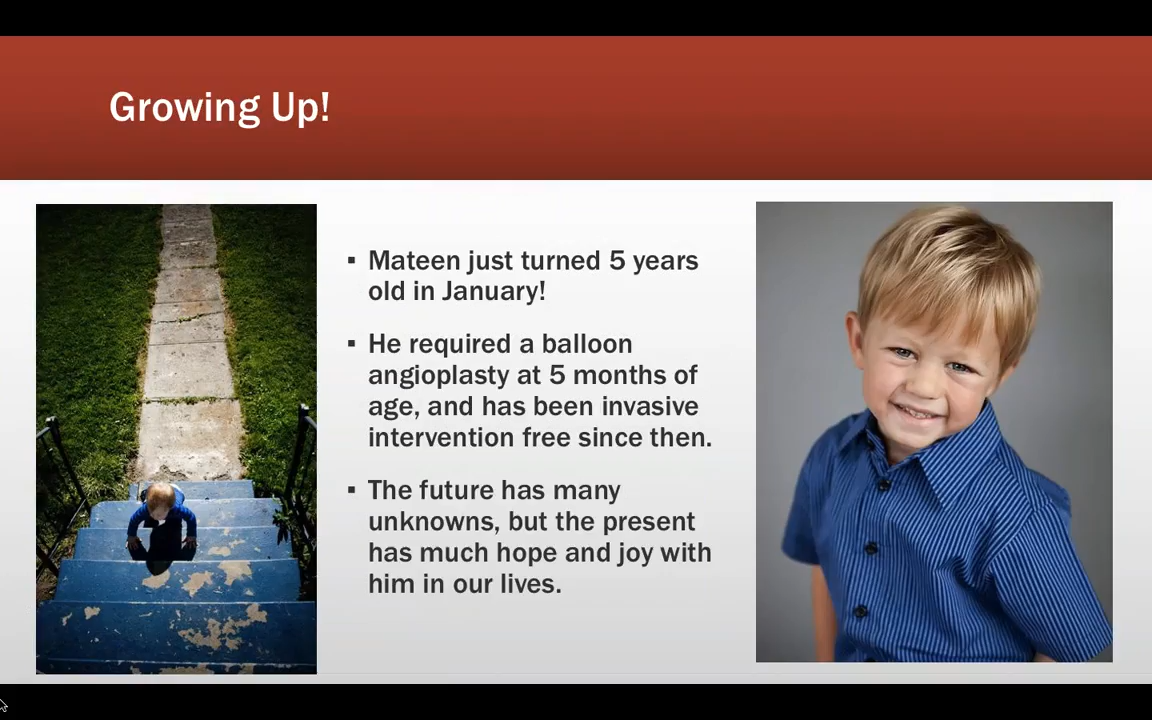 Growing Up!
▪ Mateen just turned 5 years
old in January!
▪ He required a balloon
angioplasty at 5 months of
age, and has been invasive
intervention free since then.
▪ The future has many
unknowns, but the present
has much hope and joy with
him in our lives.